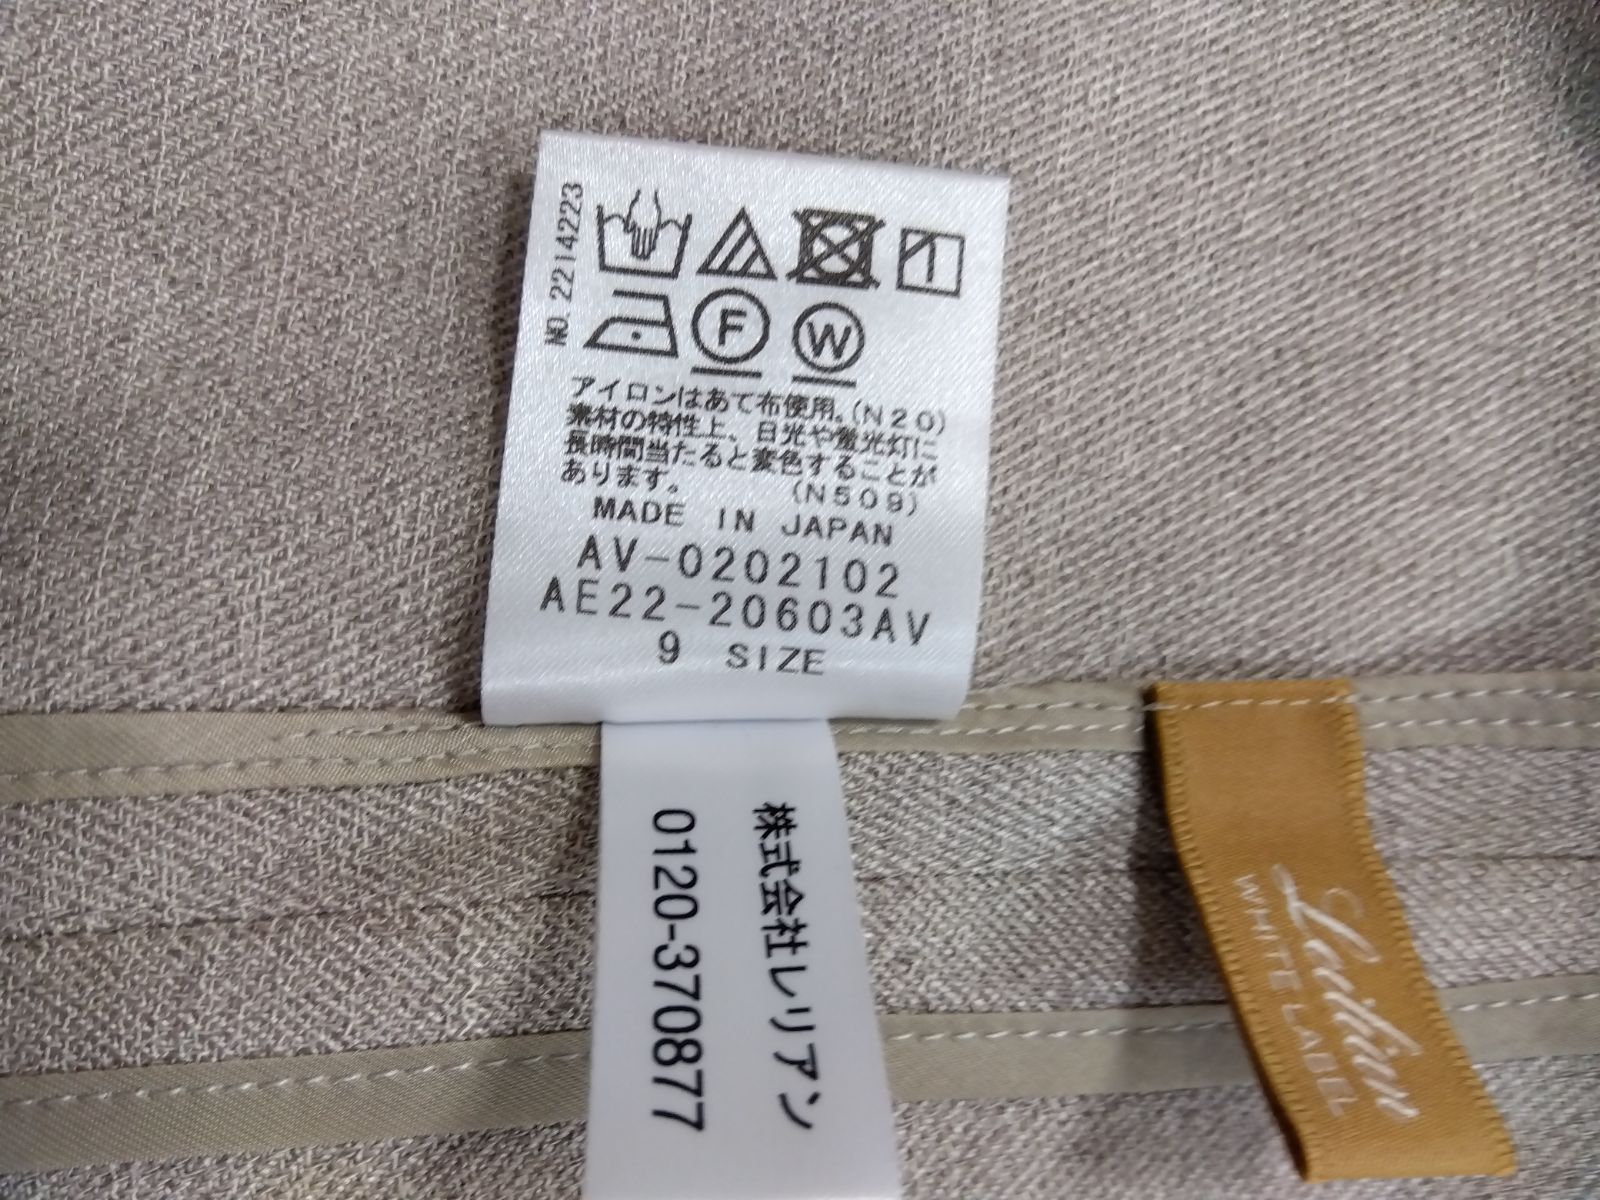 NO. 2214223
F W
アイロンはあて布使用。(N20)
素材の特性上、日光や蛍光灯に
長時間当たると変色することが
あります。 (N509)
MADE IN JAPAN
AV-0202102
AE22-20603AV
9 SIZE
株式会社レリアン
0120-370877
Leilian
WHITE LABEL